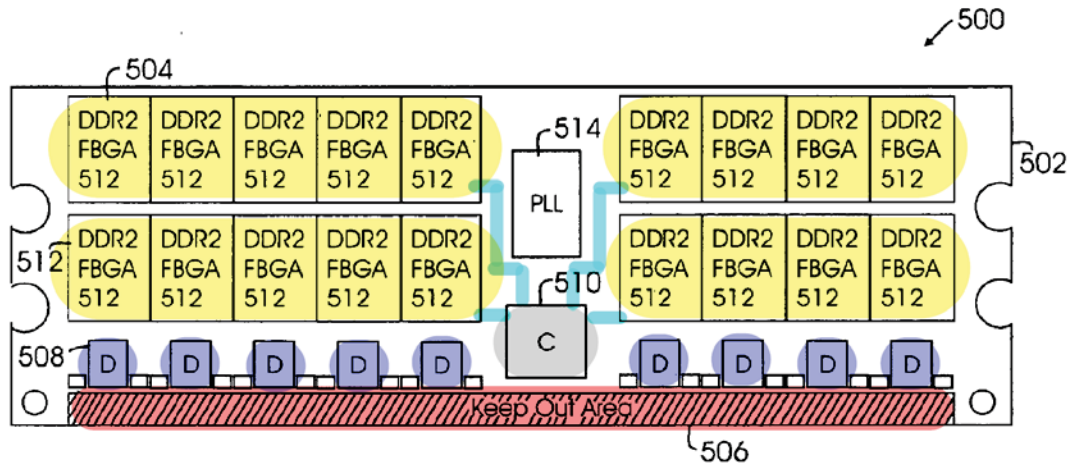 500
504
DDR2 DDR2 DDR2 DDR2 DDR2 DDR2 DDR2 DDR2 DDR2
FBGA FBGA FBGA FBGA FBGA FBGA FBGA FBGA FBGA
512 512 512 512 512 512 512 512 512
514
PLL
502
DDR2 DDR2 DDR2 DDR2 DDR2 DDR2 DDR2 DDR2 DDR2
FBGA FBGA FBGA FBGA FBGA FBGA FBGA FBGA FBGA
512 512 512 512 512 512 512 512 512
512
510
C
508
D D D D D D D D D
Keep Out Area
506